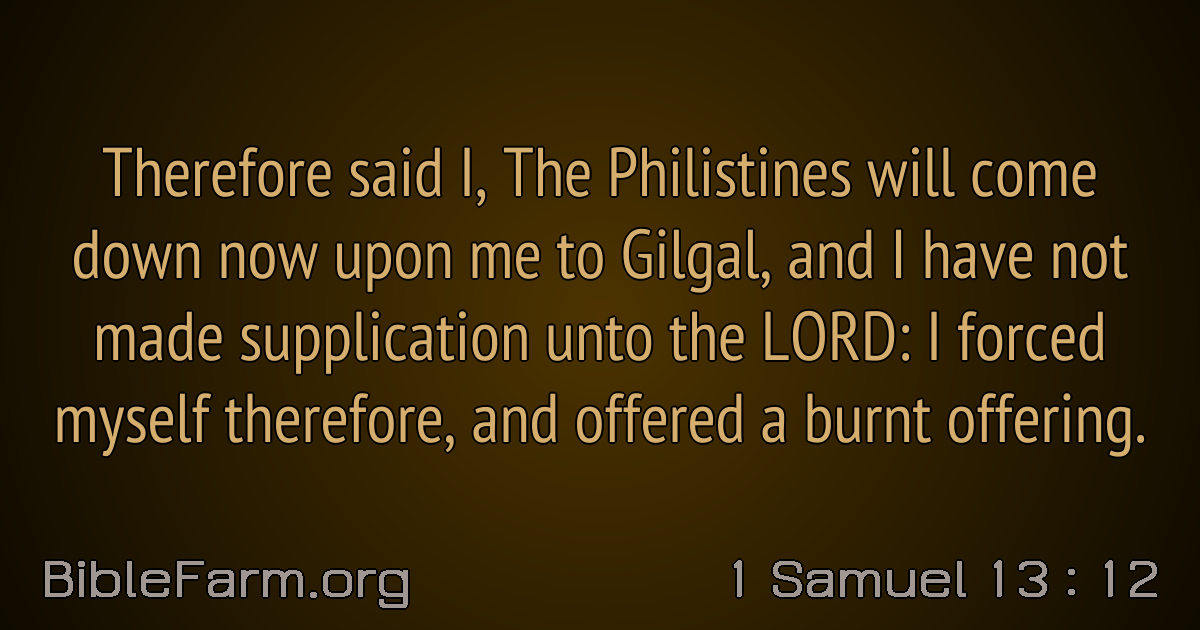 Therefore said I, The Philistines will come
down now upon me to Gilgal, and I have not
made supplication unto the LORD: I forced
myself therefore, and offered a burnt offering.
BibleFarm.org
1 Samuel 13 : 12